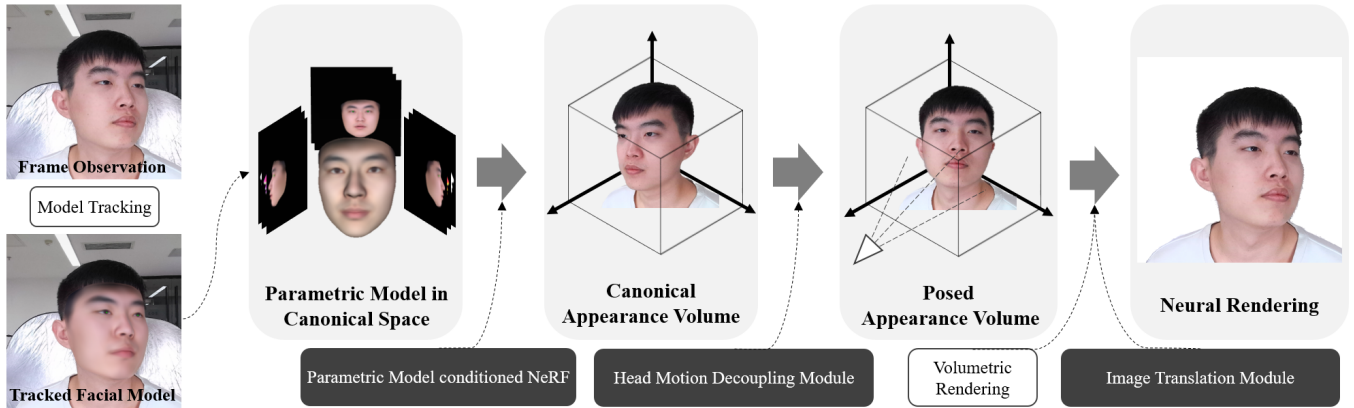 Frame Observation
Model Tracking
Tracked Facial Model
Parametric Model in
Canonical Space
Canonical
Appearance Volume
Posed
Appearance Volume
Neural Rendering
Parametric Model conditioned NeRF
Head Motion Decoupling Module
Volumetric
Rendering
Image Translation Module